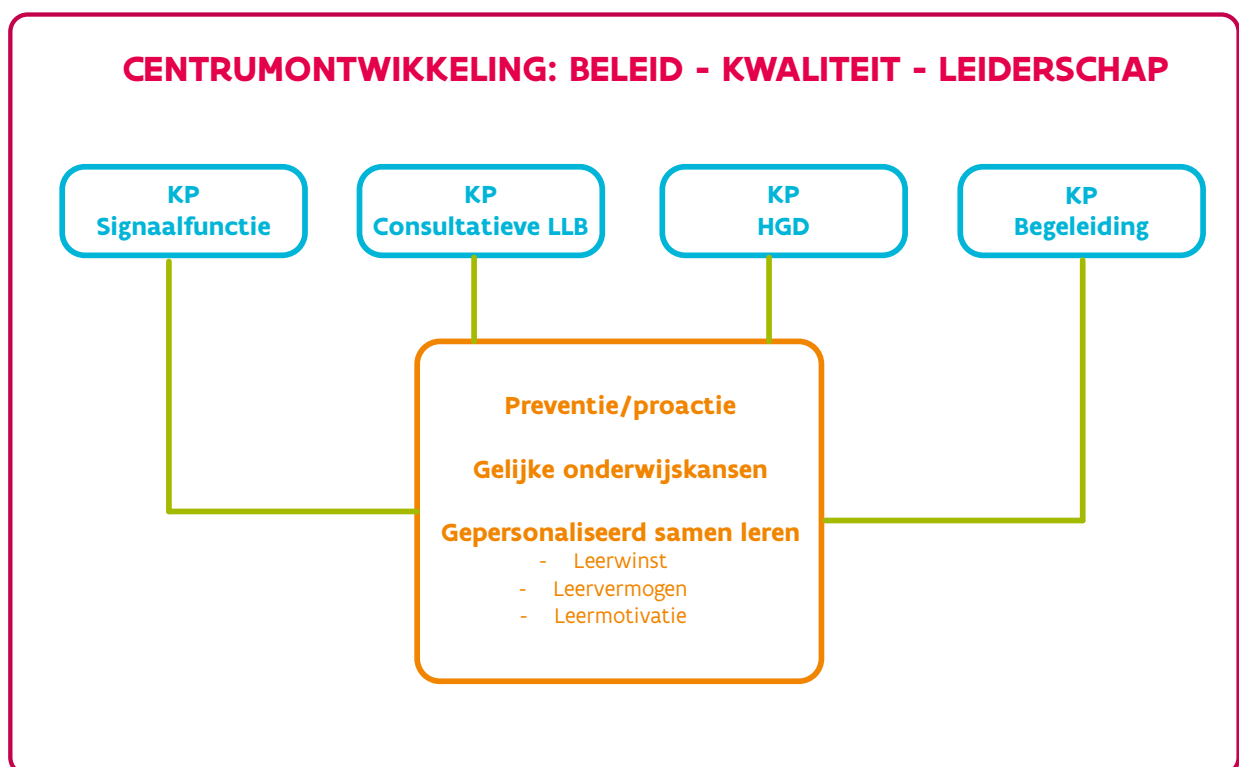 CENTRUMONTWIKKELING: BELEID - KWALITEIT - LEIDERSCHAP
KP
Signaalfunctie
KP
Consultatieve LLB
KP
HGD
KP
Begeleiding
Preventie/proactie
Gelijke onderwijskansen
Gepersonaliseerd samen leren
- Leerwinst
- Leervermogen
- Leermotivatie